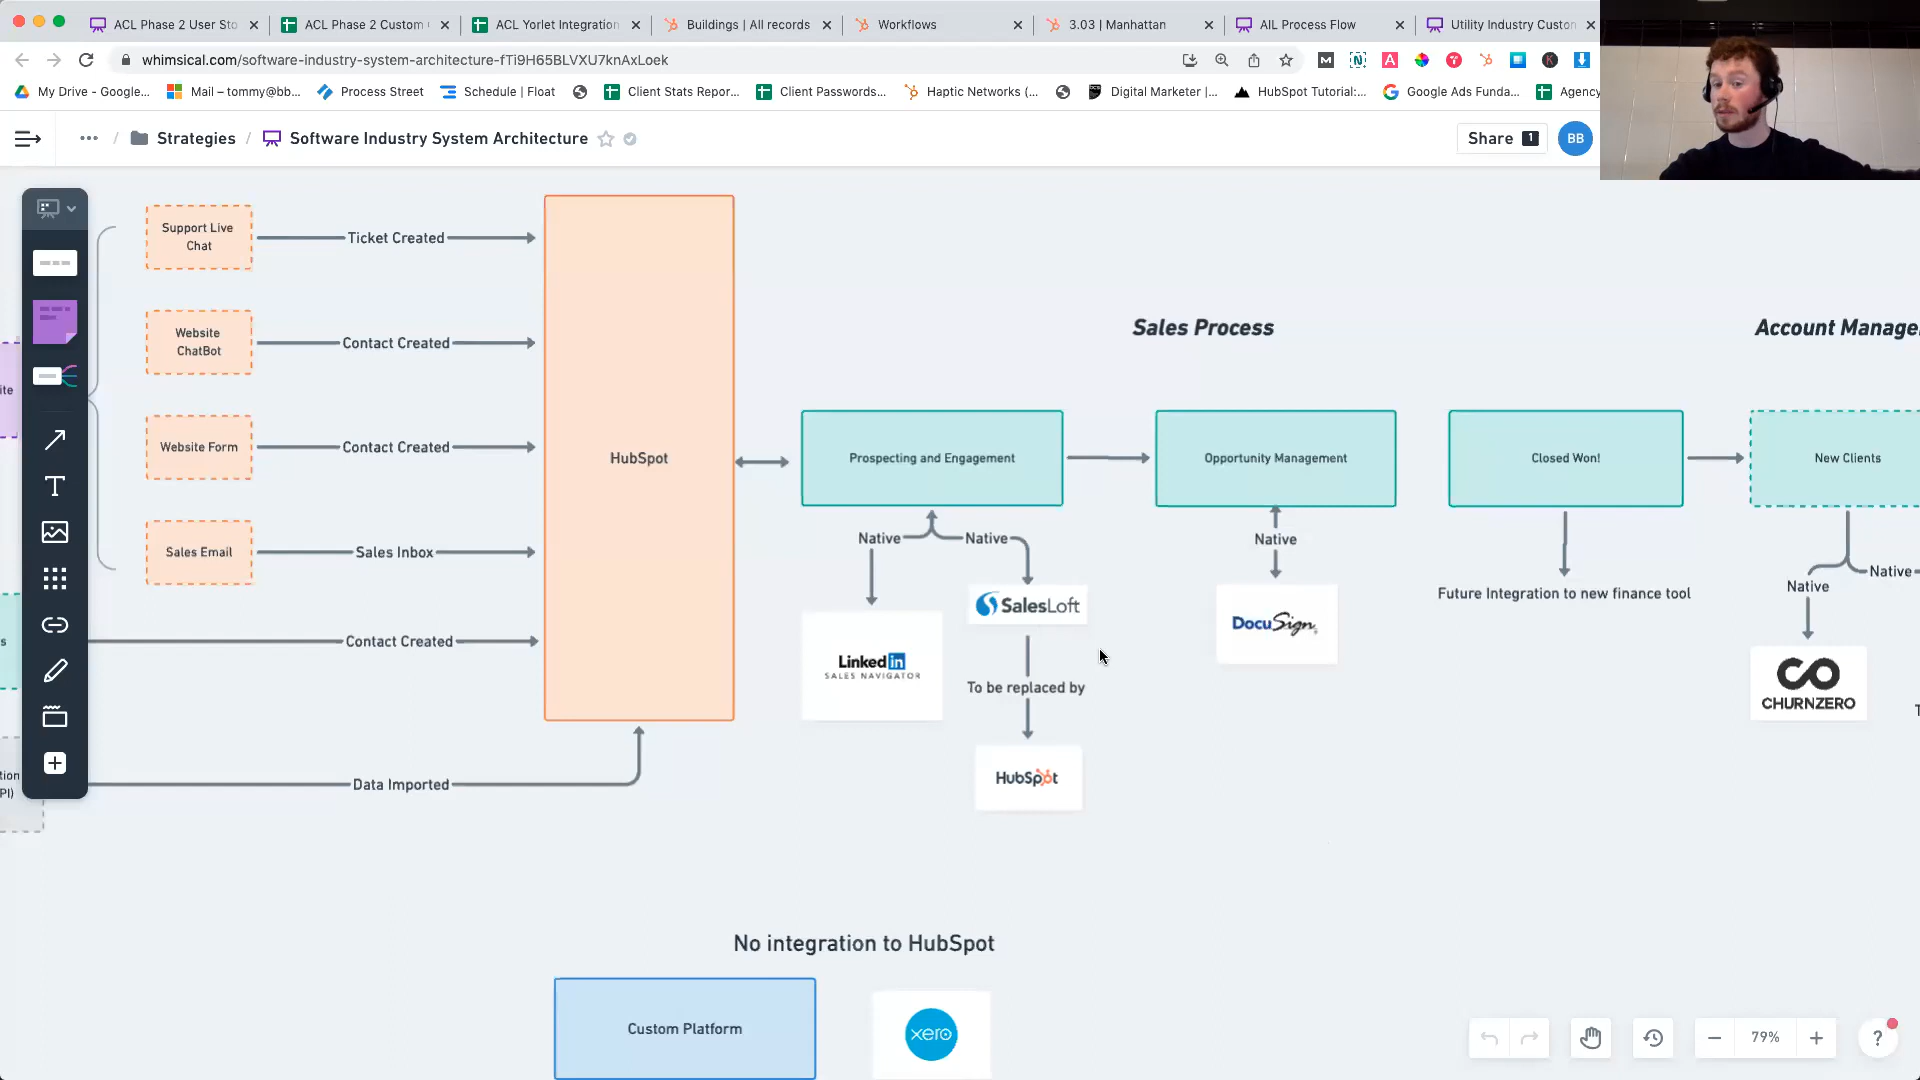 ACL Phase 2 User Sto
ACL Phase 2 Custom
ACL Yorlet Integration
Buildings | All records
Workflows
3.03 | Manhattan
AIL Process Flow
Utility Industry Custo
whimsical.com/software-industry-system-architecture-fTi9H65BLVXU7knAxLoek
My Drive - Google...
Mail – tommy@bb...
Process Street
Schedule | Float
Client Stats Repor...
Client Passwords...
Haptic Networks (...
Digital Marketer |...
HubSpot Tutorial:...
Google Ads Funda...
Agency
... / Strategies / Software Industry System Architecture
Share 1
BB
Support Live
Chat
Ticket Created
Website
ChatBot
Contact Created
Website Form
Contact Created
Sales Email
Sales Inbox
Contact Created
Data Imported
ite
s
tion
PI)
HubSpot
Sales Process
Account Manage
Prospecting and Engagement
Opportunity Management
Closed Won!
New Clients
Native
Native
Native
Native
Native
Linked in
SALES NAVIGATOR
SalesLoft
To be replaced by
HubSpot
DocuSign
Future Integration to new finance tool
CHURNZERO
T
No integration to HubSpot
Custom Platform
xero
79%
?